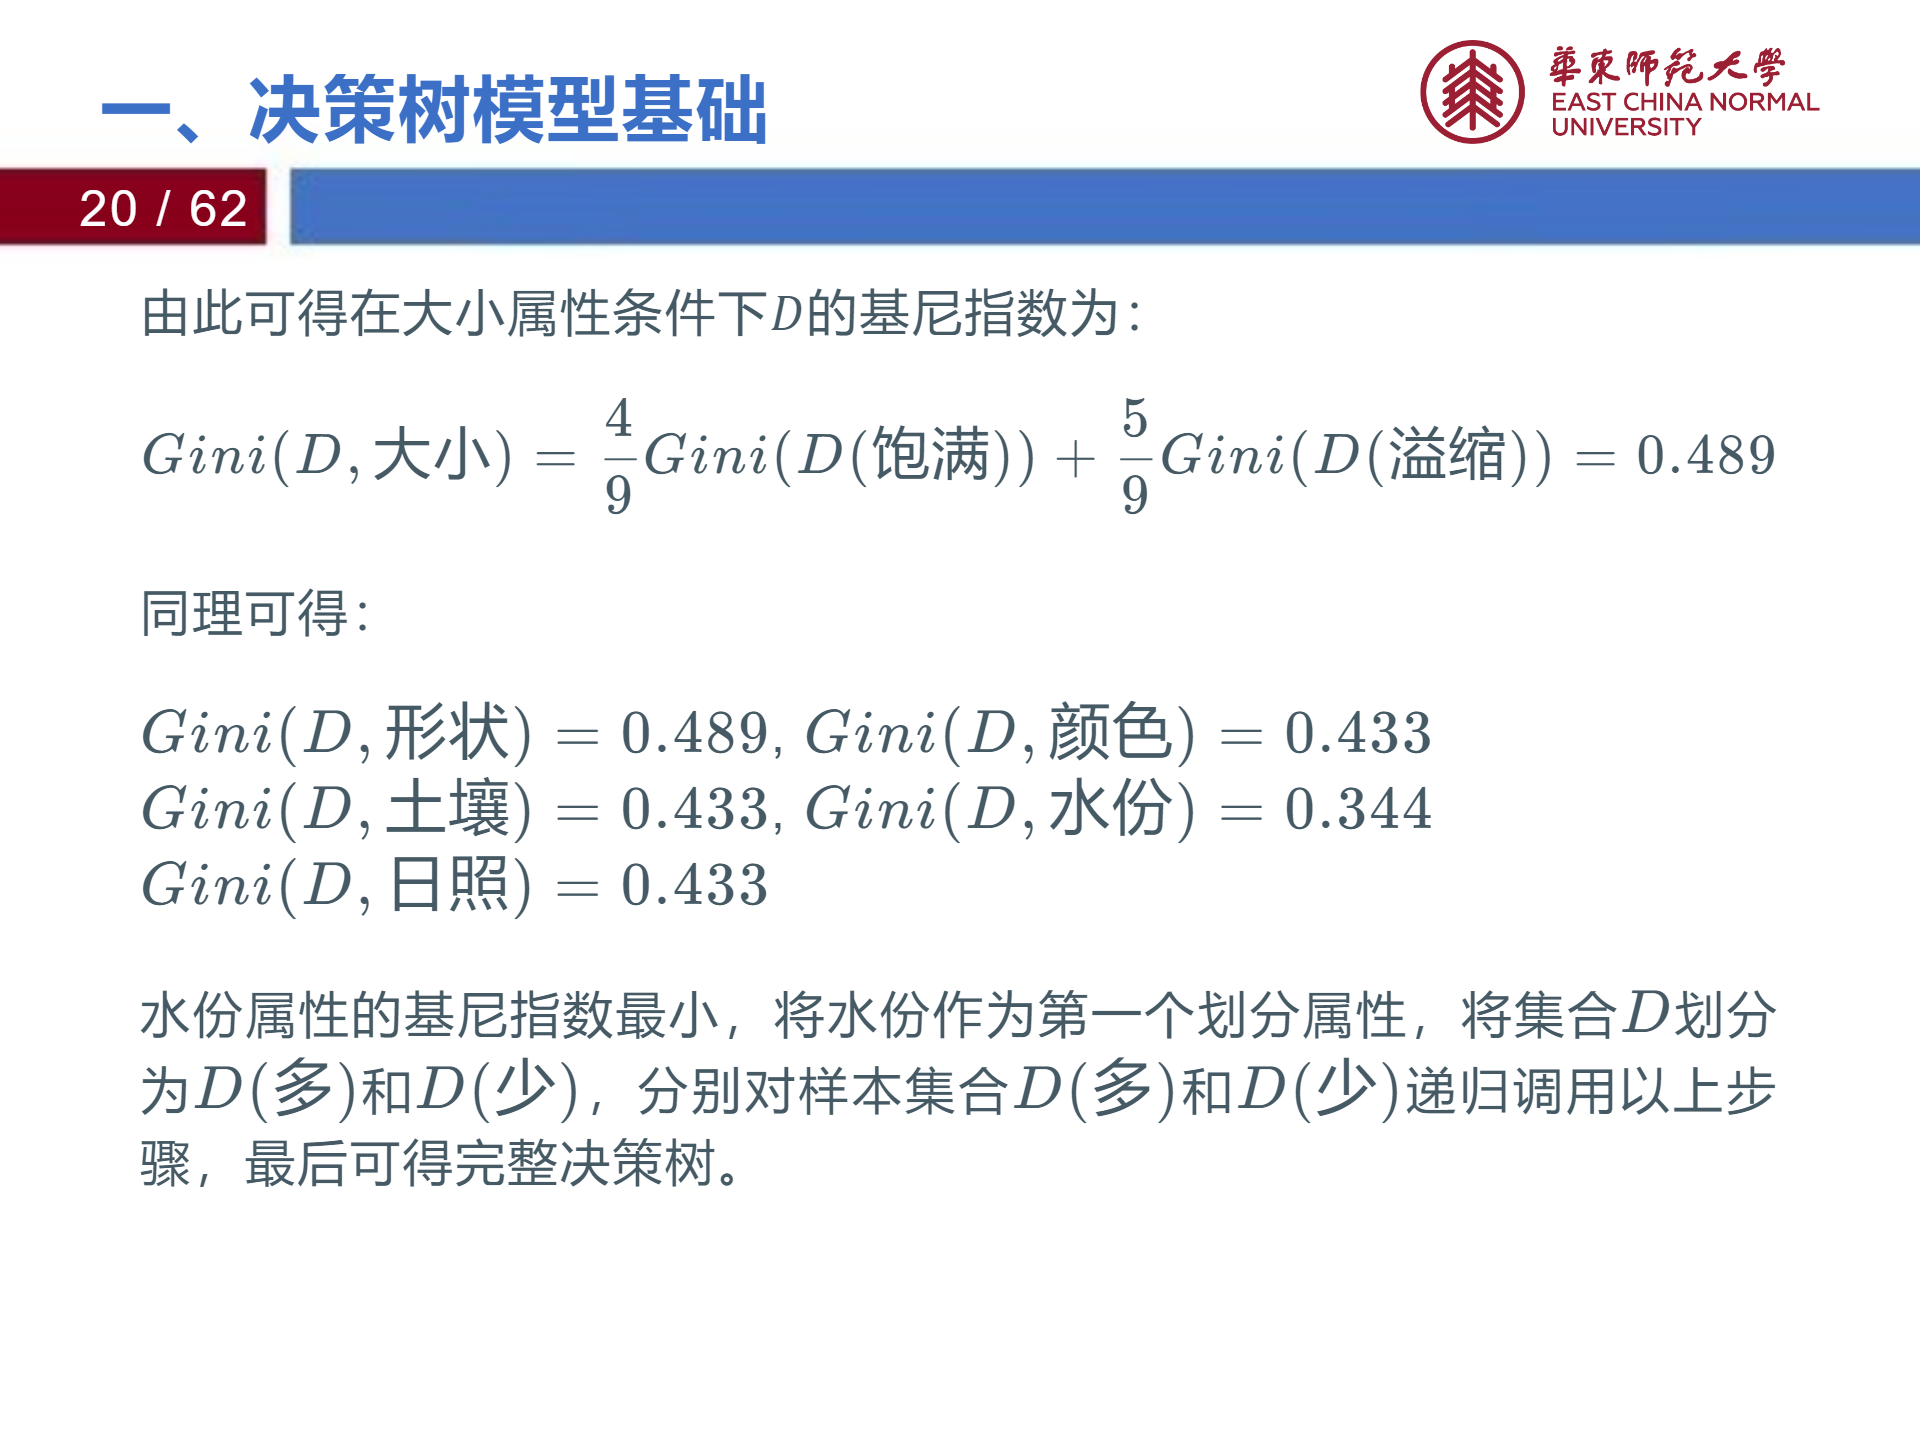 一、决策树模型基础
華東師範大學
EAST CHINA NORMAL
UNIVERSITY
20 / 62
由此可得在大小属性条件下D的基尼指数为：
Gini(D,大小) = 4/9 Gini(D(饱满)) + 5/9 Gini(D(溢缩)) = 0.489
同理可得：
Gini(D,形状) = 0.489, Gini(D,颜色) = 0.433
Gini(D,土壤) = 0.433, Gini(D,水份) = 0.344
Gini(D,日照) = 0.433
水份属性的基尼指数最小，将水份作为第一个划分属性，将集合D划分
为D(多)和D(少)，分别对样本集合D(多)和D(少)递归调用以上步
骤，最后可得完整决策树。